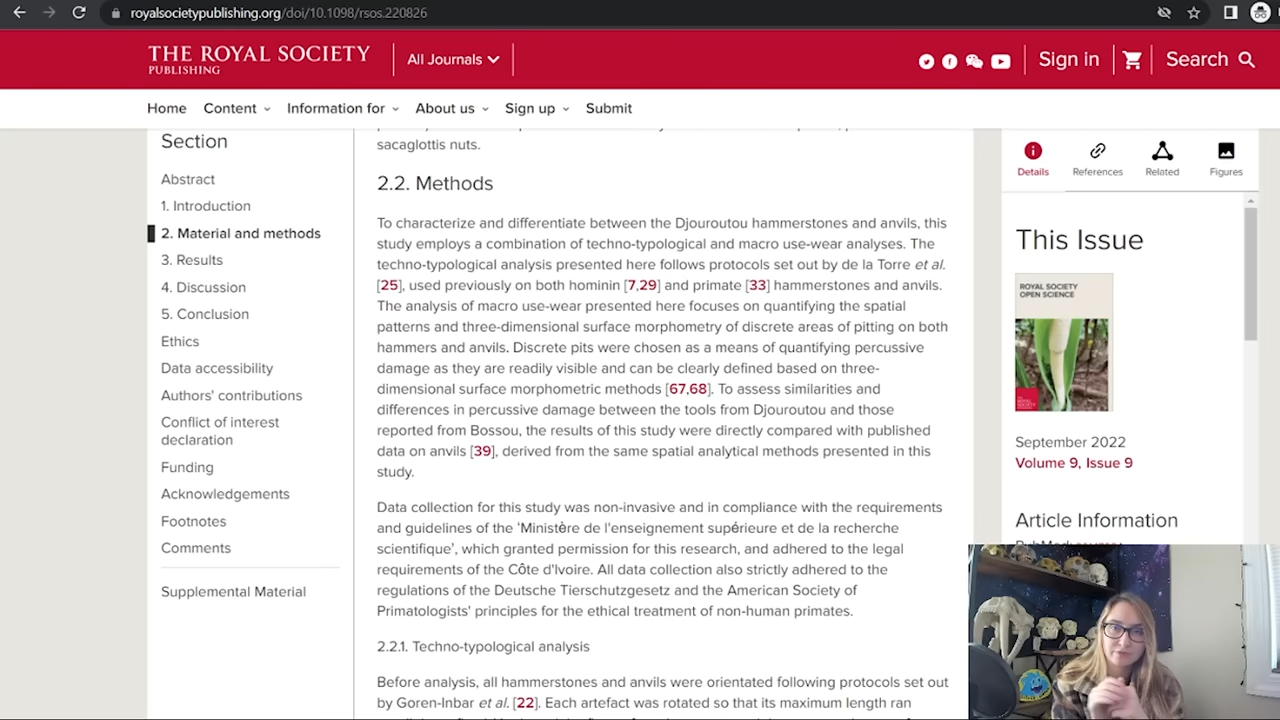 royalsocietypublishing.org/doi/10.1098/rsos.220826
THE ROYAL SOCIETY
PUBLISHING
All Journals
Sign in
Search
Home
Content
Information for
About us
Sign up
Submit
Section
Abstract
1. Introduction
2. Material and methods
3. Results
4. Discussion
5. Conclusion
Ethics
Data accessibility
Authors' contributions
Conflict of interest
declaration
Funding
Acknowledgements
Footnotes
Comments
Supplemental Material
sacaglottis nuts.
2.2. Methods
To characterize and differentiate between the Djouroutou hammerstones and anvils, this
study employs a combination of techno-typological and macro use-wear analyses. The
techno-typological analysis presented here follows protocols set out by de la Torre et al.
[25], used previously on both hominin [7,29] and primate [33] hammerstones and anvils.
The analysis of macro use-wear presented here focuses on quantifying the spatial
patterns and three-dimensional surface morphometry of discrete areas of pitting on both
hammers and anvils. Discrete pits were chosen as a means of quantifying percussive
damage as they are readily visible and can be clearly defined based on three-
dimensional surface morphometric methods [67,68]. To assess similarities and
differences in percussive damage between the tools from Djouroutou and those
reported from Bossou, the results of this study were directly compared with published
data on anvils [39], derived from the same spatial analytical methods presented in this
study.
Data collection for this study was non-invasive and in compliance with the requirements
and guidelines of the 'Ministère de l'enseignement supérieure et de la recherche
scientifique', which granted permission for this research, and adhered to the legal
requirements of the Côte d'Ivoire. All data collection also strictly adhered to the
regulations of the Deutsche Tierschutzgesetz and the American Society of
Primatologists' principles for the ethical treatment of non-human primates.
2.2.1. Techno-typological analysis
Before analysis, all hammerstones and anvils were orientated following protocols set out
by Goren-Inbar et al. [22]. Each artefact was rotated so that its maximum length ran
Details
References
Related
Figures
This Issue
ROYAL SOCIETY
OPEN SCIENCE
September 2022
Volume 9, Issue 9
Article Information